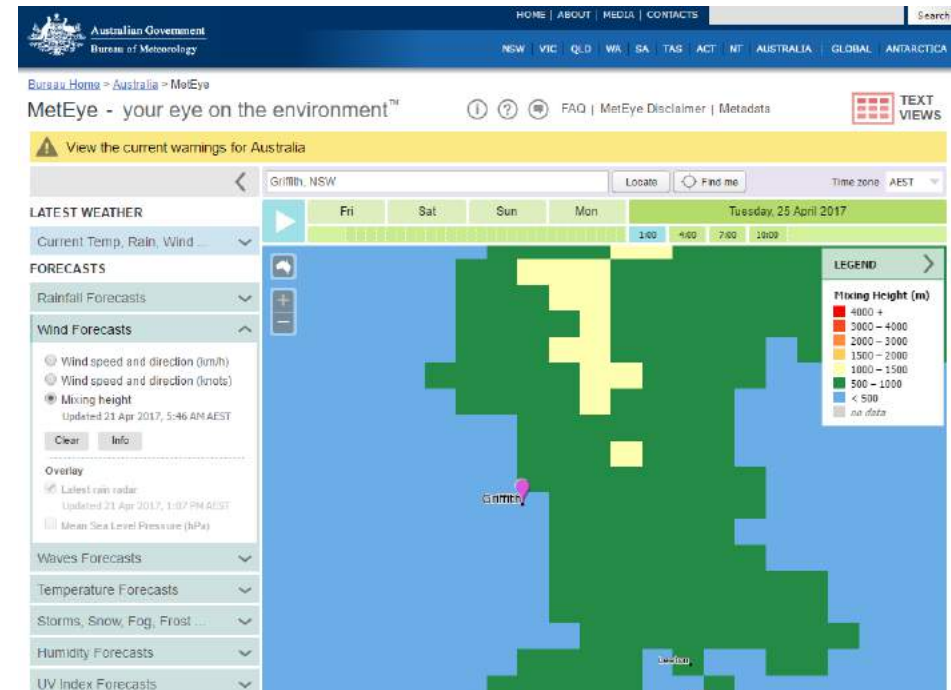 HOME | ABOUT | MEDIA | CONTACTS
Search
Australian Government
Bureau of Meteorology
NSW VIC QLD WA SA TAS ACT NT AUSTRALIA GLOBAL ANTARCTICA
Bureau Home > Australia > MetEye
MetEye - your eye on the environment™
FAQ | MetEye Disclaimer | Metadata
TEXT
VIEWS
View the current warnings for Australia
Griffith, NSW
Locate
Find me
Time zone AEST
LATEST WEATHER
Fri Sat Sun Mon Tuesday, 25 April 2017
Current Temp, Rain, Wind ...
1:00 4:00 7:00 10:00
FORECASTS
Rainfall Forecasts
Wind Forecasts
Wind speed and direction (km/h)
Wind speed and direction (knots)
Mixing height
Updated 21 Apr 2017, 5:46 AM AEST
Clear Info
Overlay
Latest rain radar
Updated 21 Apr 2017, 1:07 PM AEST
Mean Sea Level Pressure (hPa)
Waves Forecasts
Temperature Forecasts
Storms, Snow, Fog, Frost ...
Humidity Forecasts
UV Index Forecasts
LEGEND
Mixing Height (m)
4000 +
3000 – 4000
2000 – 3000
1500 – 2000
1000 – 1500
500 – 1000
< 500
no data
Griffith
Leeton